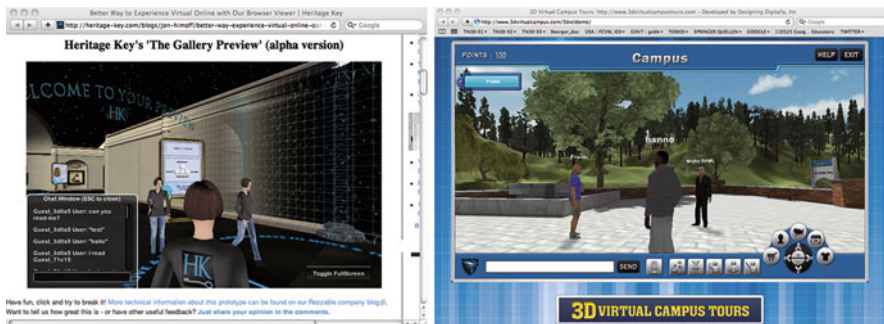 Better Way to Experience Virtual Online with Our Browser Viewer | Heritage Key
http://heritage-key.com/blogs/jon-himoff/better-way-experience-virtual-online-our
Google
Heritage Key's 'The Gallery Preview' (alpha version)
WELCOME TO YOUR PREVIEW
HK
Chat Window (ESC to close)
Guest_3d0a5 User: can you
read me?
Guest_3d0a5 User: "test"
Guest_3d0a5 User: "hallo"
Guest_3d0a5 User: I read
Guest_71c15
HK
Toggle FullScreen
Have fun, click and try to break it! More technical information about this prototype can be found on our Rezzable company blog.
Want to tell us how great this is - or have other useful feedback? Just share your opinion in the comments.
3D Virtual Campus Tours http://www.3dvirtualcampustours.com - Developed by Designing Digitally, Inc
http://www.3dvirtualcampus.com/3dvctdemo/
Google
POINTS: 100
Campus
HELP
EXIT
Public
hanno
SEND
3D VIRTUAL CAMPUS TOURS